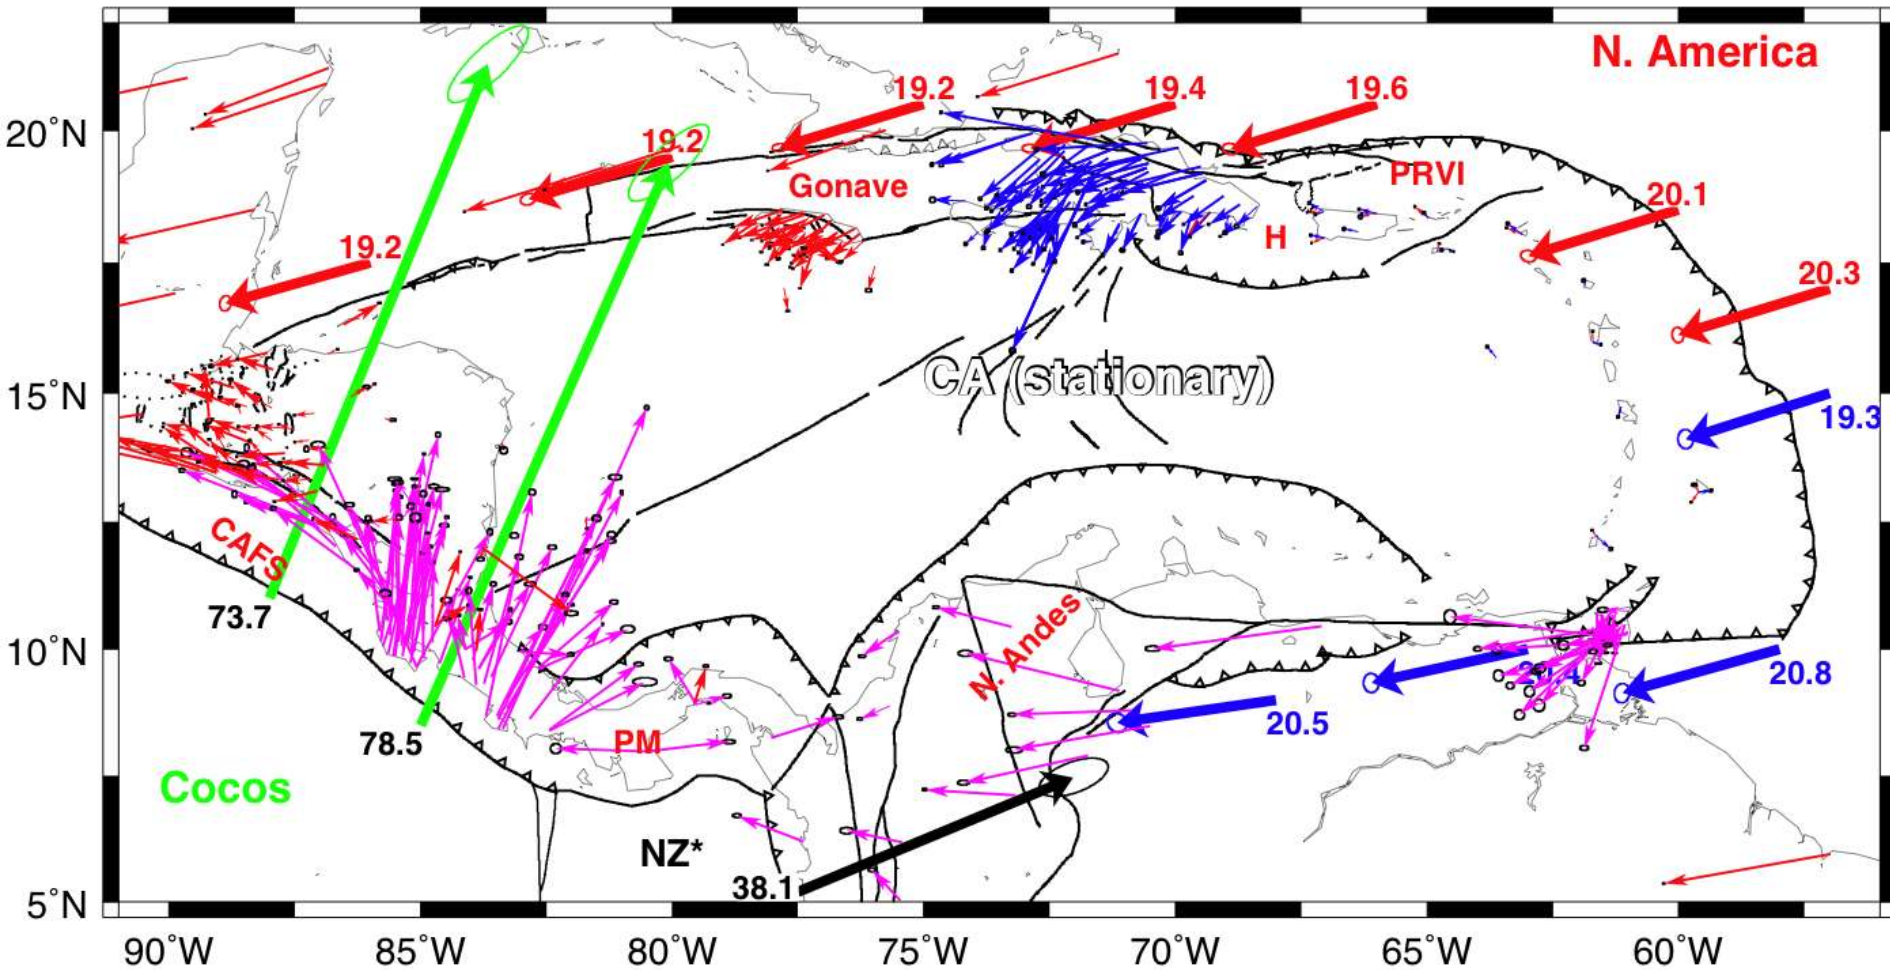 N. America
19.2
19.4
19.6
20°N
19.2
Gonave
PRVI
20.1
19.2
H
20.3
CA (stationary)
15°N
19.3
CAFS
73.7
N. Andes
10°N
20.8
78.5
PM
20.5
Cocos
NZ*
38.1
5°N
90°W
85°W
80°W
75°W
70°W
65°W
60°W